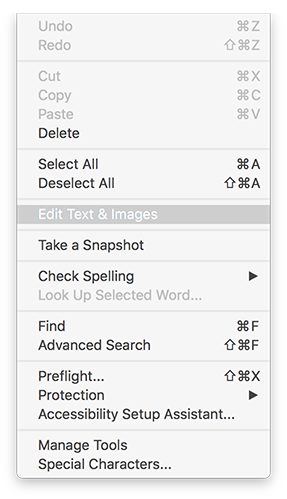 Undo ⌘Z
Redo ⇧⌘Z
Cut ⌘X
Copy ⌘C
Paste ⌘V
Delete
Select All ⌘A
Deselect All ⇧⌘A
Edit Text & Images
Take a Snapshot
Check Spelling ▶
Look Up Selected Word...
Find ⌘F
Advanced Search ⇧⌘F
Preflight... ⇧⌘X
Protection ▶
Accessibility Setup Assistant...
Manage Tools
Special Characters...